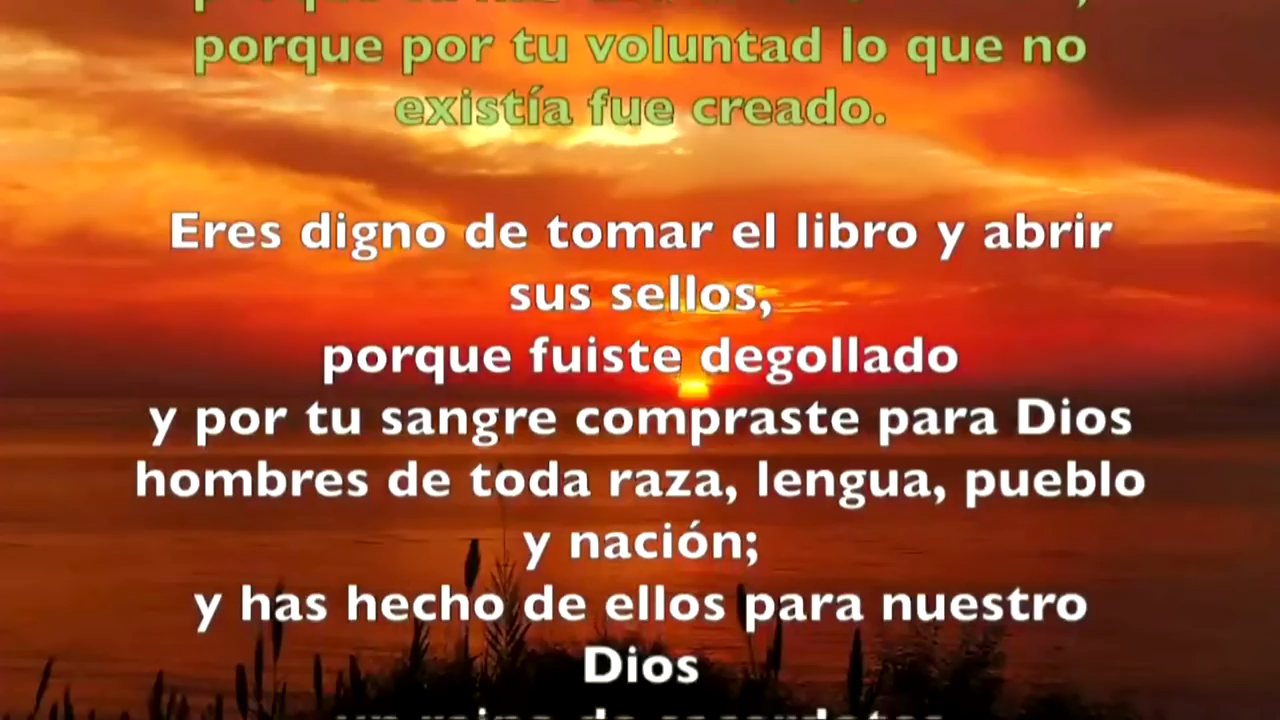 porque por tu voluntad lo que no
existía fue creado.
Eres digno de tomar el libro y abrir
sus sellos,
porque fuiste degollado
y por tu sangre compraste para Dios
hombres de toda raza, lengua, pueblo
y nación;
y has hecho de ellos para nuestro
Dios